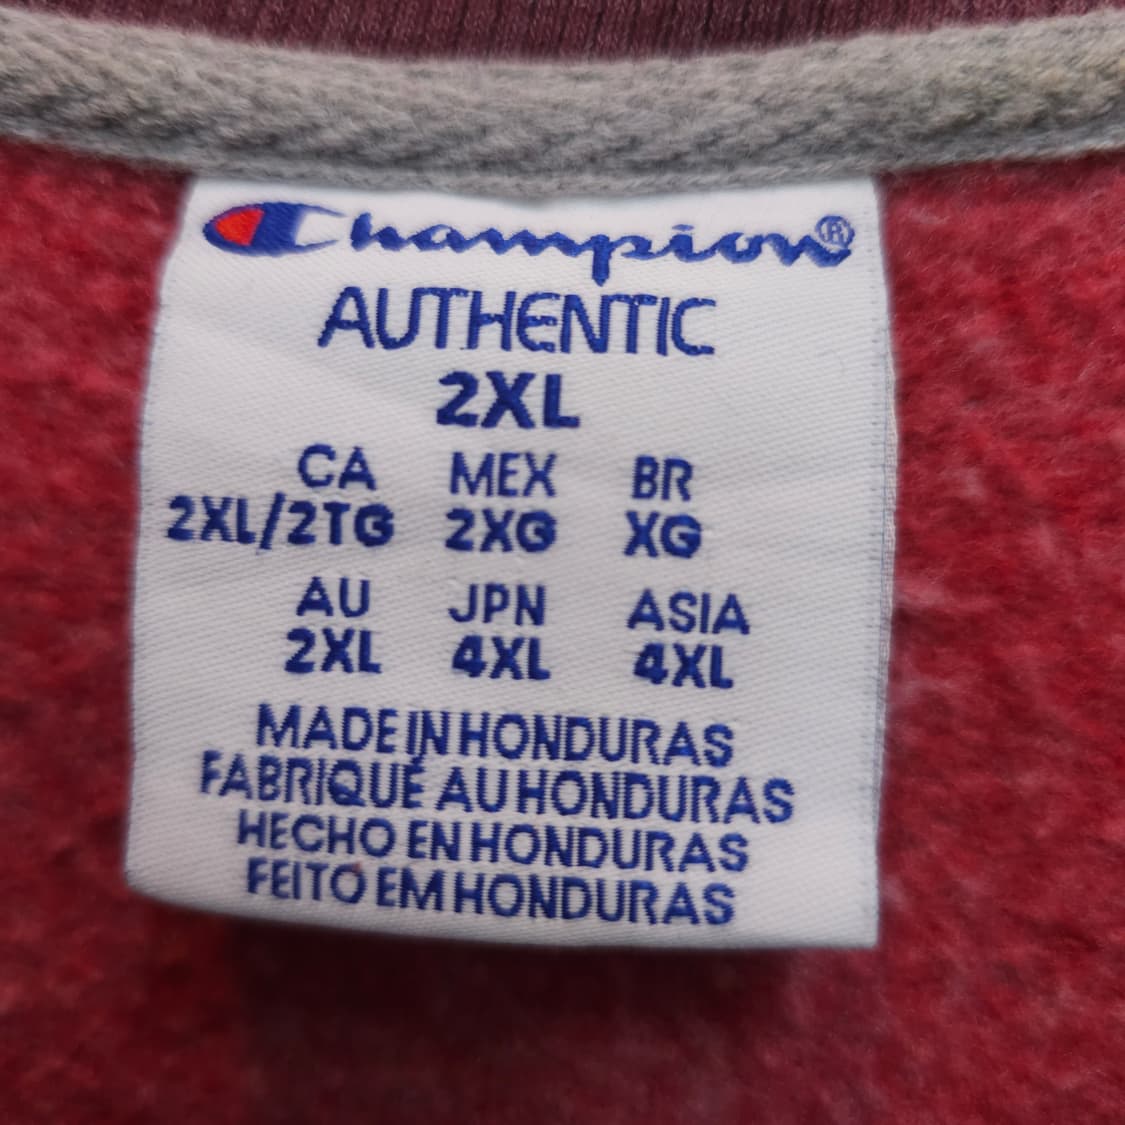 Champion®
AUTHENTIC
2XL
CA MEX BR
2XL/2TG 2XG XG
AU JPN ASIA
2XL 4XL 4XL
MADE IN HONDURAS
FABRIQUÉ AU HONDURAS
HECHO EN HONDURAS
FEITO EM HONDURAS